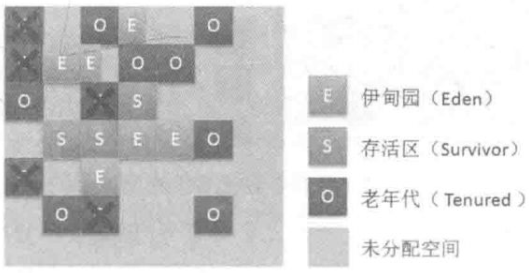 O E O
E E O O
O S
S S E E O
E
O O
E 伊甸园（Eden）
S 存活区（Survivor）
O 老年代（Tenured ）
未分配空间